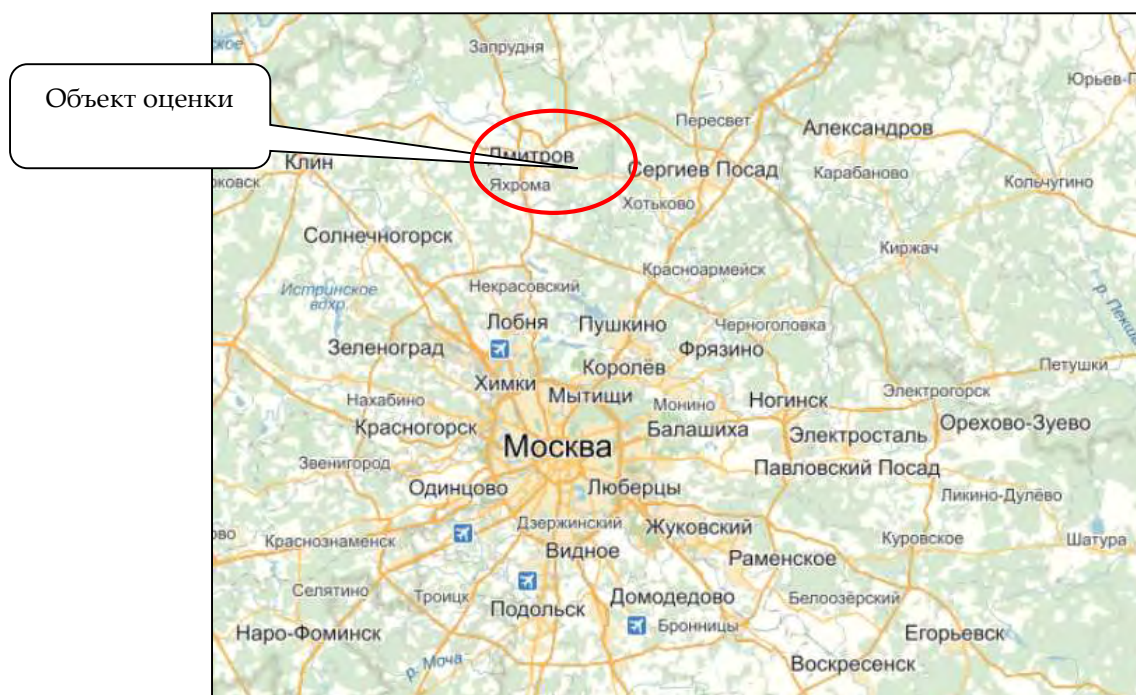 Запрудня
Объект оценки
Юрьев-П
Пересвет
Александров
Дмитров
Клин
Сергиев Посад
Карабаново
Кольчугино
Яхрома
Хотьково
Солнечногорск
Киржач
Красноармейск
Истринское
вдхр.
Некрасовский
р. Пекша
Лобня
Пушкино
Черноголовка
Зеленоград
Фрязино
Королёв
Петушки
Химки
Мытищи
Электрогорск
Нахабино
Монино
Ногинск
Красногорск
Балашиха
Электросталь
Орехово-Зуево
Москва
Звенигород
Павловский Посад
Одинцово
Люберцы
Ликино-Дулёво
Дзержинский
Жуковский
Краснознаменск
Куровское
Шатура
Видное
Раменское
Селятино
Троицк
Домодедово
Белоозёрский
Подольск
Бронницы
Наро-Фоминск
Егорьевск
р. Моча
Воскресенск